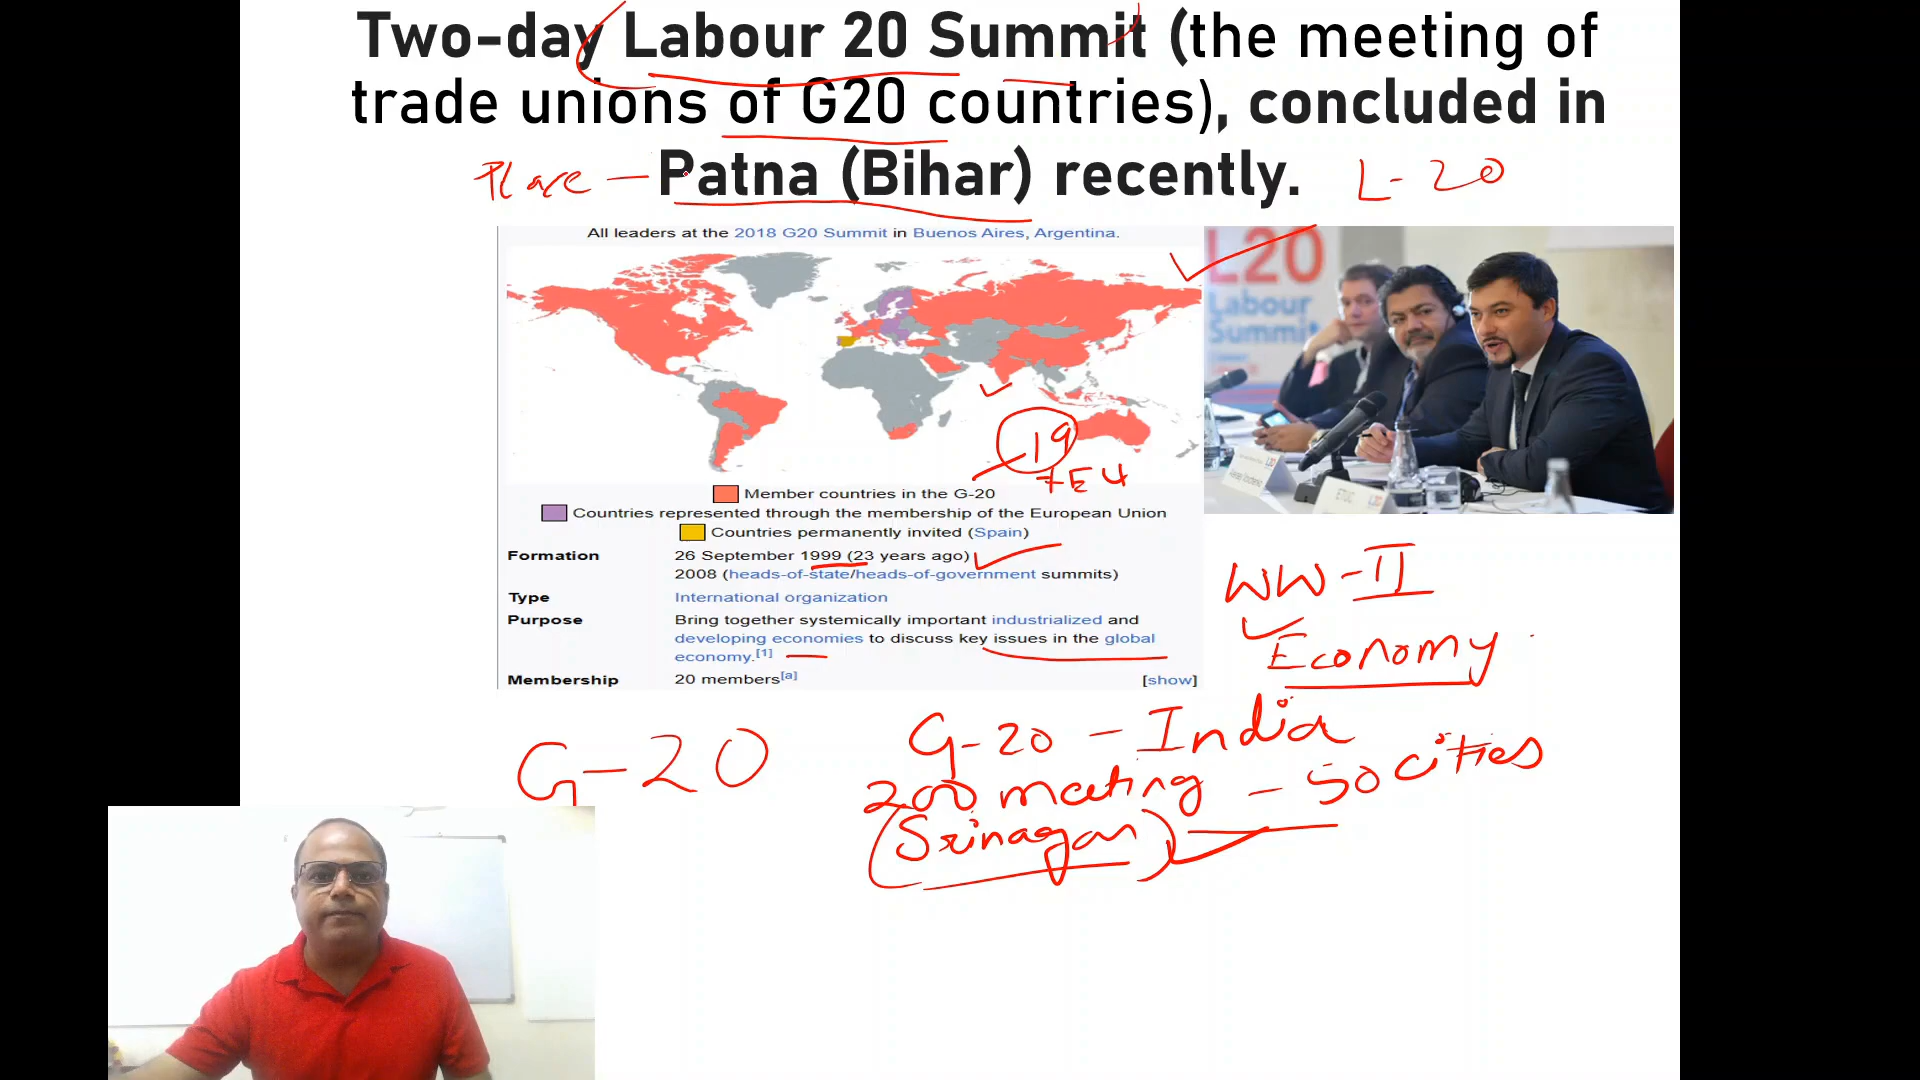 Two-day Labour 20 Summit (the meeting of
trade unions of G20 countries), concluded in
Place — Patna (Bihar) recently. L-20
All leaders at the 2018 G20 Summit in Buenos Aires, Argentina.
19
+EU
Member countries in the G-20
Countries represented through the membership of the European Union
Countries permanently invited (Spain)
Formation 26 September 1999 (23 years ago)
2008 (heads-of-state/heads-of-government summits)
Type International organization
Purpose Bring together systemically important industrialized and
developing economies to discuss key issues in the global
economy.[1]
Membership 20 members[a] [show]
L20
Labour
Summit
ETUC
WW-II
Economy
G-20
G-20 - India
200 meeting - 50 cities
(Srinagar)